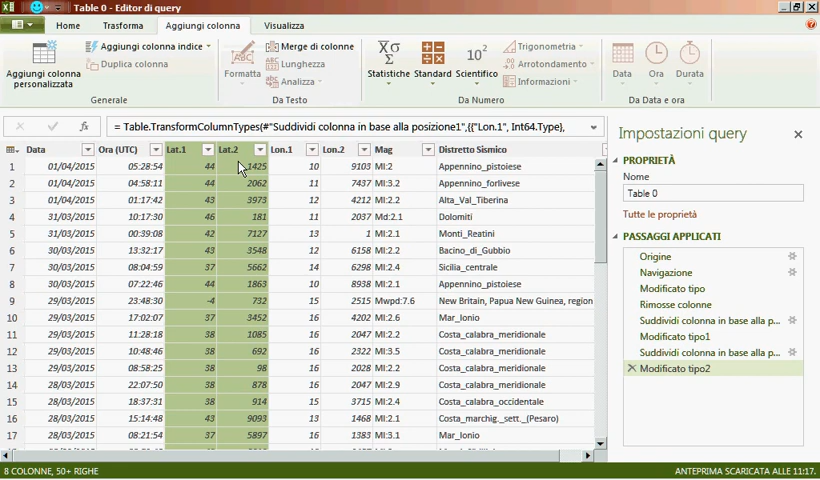 Table 0 - Editor di query
Home Trasforma Aggiungi colonna Visualizza
Aggiungi colonna personalizzata
Aggiungi colonna indice
Duplica colonna
Generale
Formatta
Merge di colonne
Lunghezza
Analizza
Da Testo
Statistiche
Standard
10²
Scientifico
Trigonometria
Arrotondamento
Informazioni
Da Numero
Data
Ora
Durata
Da Data e ora
fx = Table.TransformColumnTypes(#"Suddividi colonna in base alla posizione1",{{"Lon.1", Int64.Type},
Data Ora (UTC) Lat.1 Lat.2 Lon.1 Lon.2 Mag Distretto Sismico
1 01/04/2015 05:28:54 44 1425 10 9103 Ml:2 Appennino_pistoiese
2 01/04/2015 04:58:11 44 2062 11 7437 Ml:3.2 Appennino_forlivese
3 01/04/2015 01:17:42 43 3973 12 4212 Ml:2.2 Alta_Val_Tiberina
4 31/03/2015 10:17:30 46 181 11 2037 Md:2.1 Dolomiti
5 31/03/2015 00:39:08 42 7127 13 1 Ml:2.1 Monti_Reatini
6 30/03/2015 13:32:17 43 3548 12 6158 Ml:2.2 Bacino_di_Gubbio
7 30/03/2015 08:04:59 37 5662 14 6298 Ml:2.4 Sicilia_centrale
8 30/03/2015 07:22:46 44 1863 10 8938 Ml:2.1 Appennino_pistoiese
9 29/03/2015 23:48:30 -4 732 15 2515 Mwpd:7.6 New Britain, Papua New Guinea, region
10 29/03/2015 17:02:07 37 3452 16 4202 Ml:2.6 Mar_Ionio
11 29/03/2015 11:28:18 38 1085 16 2047 Ml:2.2 Costa_calabra_meridionale
12 29/03/2015 10:48:46 38 692 16 2322 Ml:3.5 Costa_calabra_meridionale
13 29/03/2015 08:58:25 38 98 16 2028 Ml:2.2 Costa_calabra_meridionale
14 28/03/2015 22:07:50 38 878 16 2047 Ml:2.9 Costa_calabra_meridionale
15 28/03/2015 18:37:31 38 914 15 3715 Ml:2.4 Costa_calabra_occidentale
16 28/03/2015 15:14:48 43 9093 13 1468 Ml:2.1 Costa_marchig._sett._(Pesaro)
17 28/03/2015 08:21:54 37 5897 16 1383 Ml:3.1 Mar_Ionio
Impostazioni query
PROPRIETÀ
Nome
Table 0
Tutte le proprietà
PASSAGGI APPLICATI
Origine
Navigazione
Modificato tipo
Rimosse colonne
Suddividi colonna in base alla p...
Modificato tipo1
Suddividi colonna in base alla p...
Modificato tipo2
8 COLONNE, 50+ RIGHE
ANTEPRIMA SCARICATA ALLE 11:17.